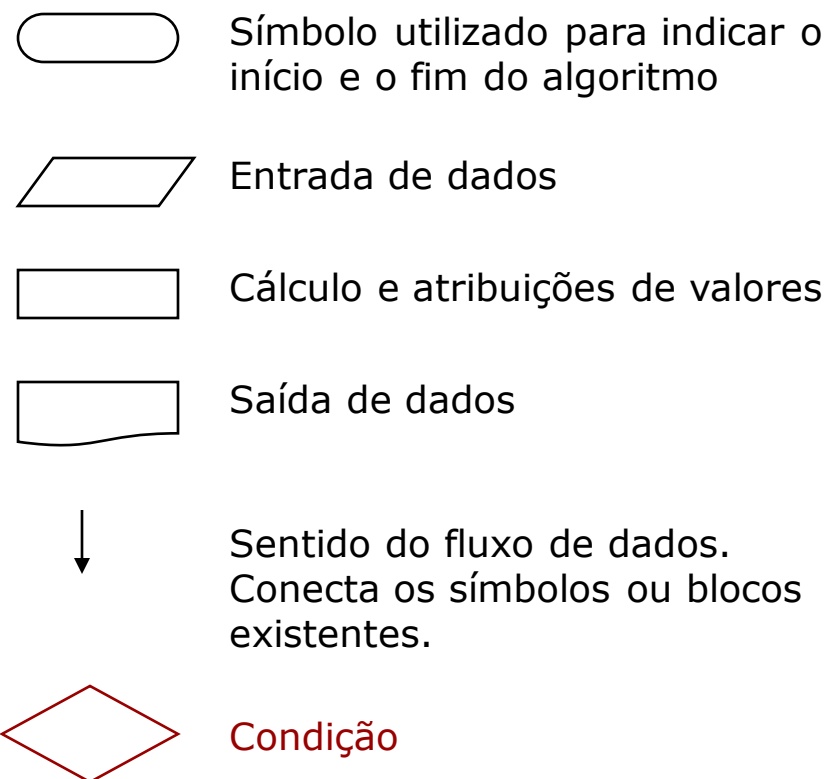 Símbolo utilizado para indicar o
início e o fim do algoritmo
Entrada de dados
Cálculo e atribuições de valores
Saída de dados
Sentido do fluxo de dados.
Conecta os símbolos ou blocos
existentes.
Condição